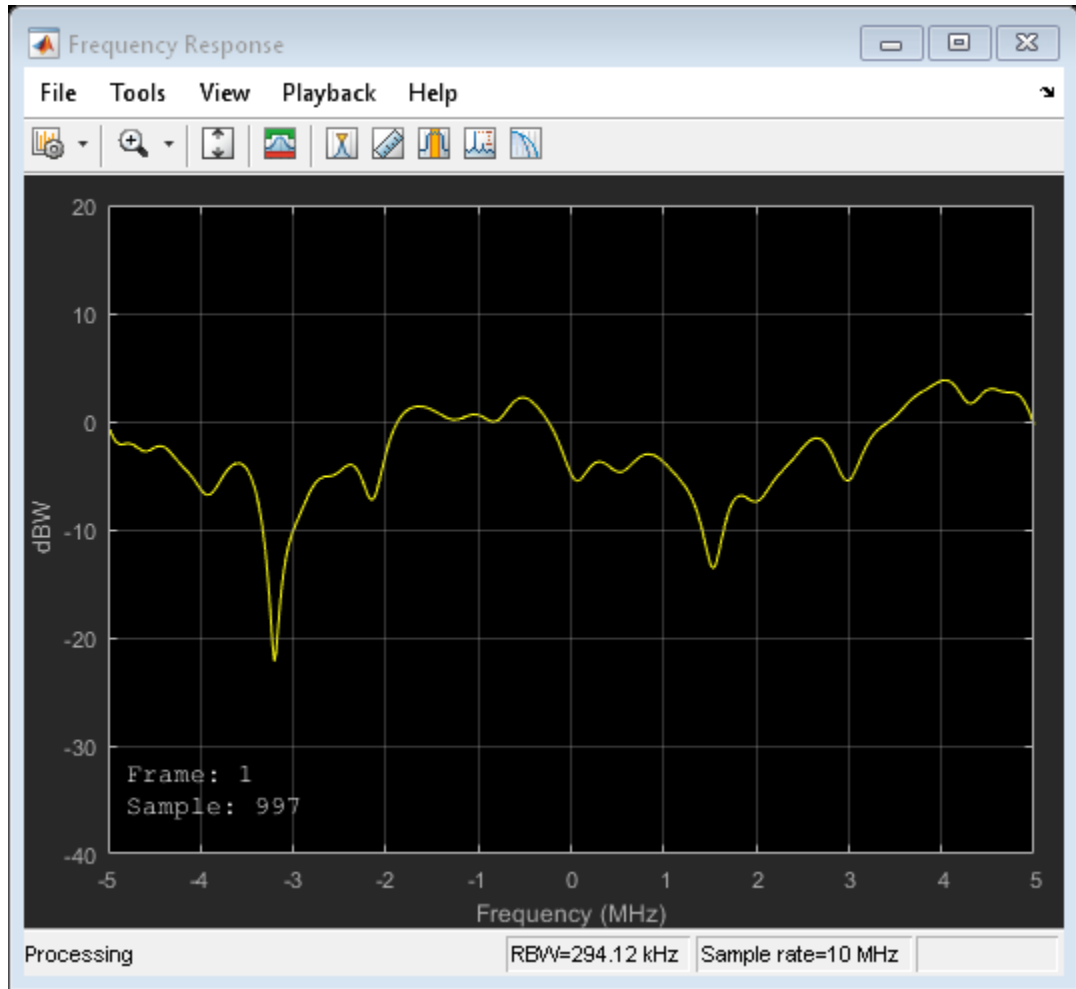 Frequency Response
File Tools View Playback Help
20
10
0
-10
-20
-30
-40
dBW
Frame: 1
Sample: 997
-5 -4 -3 -2 -1 0 1 2 3 4 5
Frequency (MHz)
Processing RBW=294.12 kHz Sample rate=10 MHz